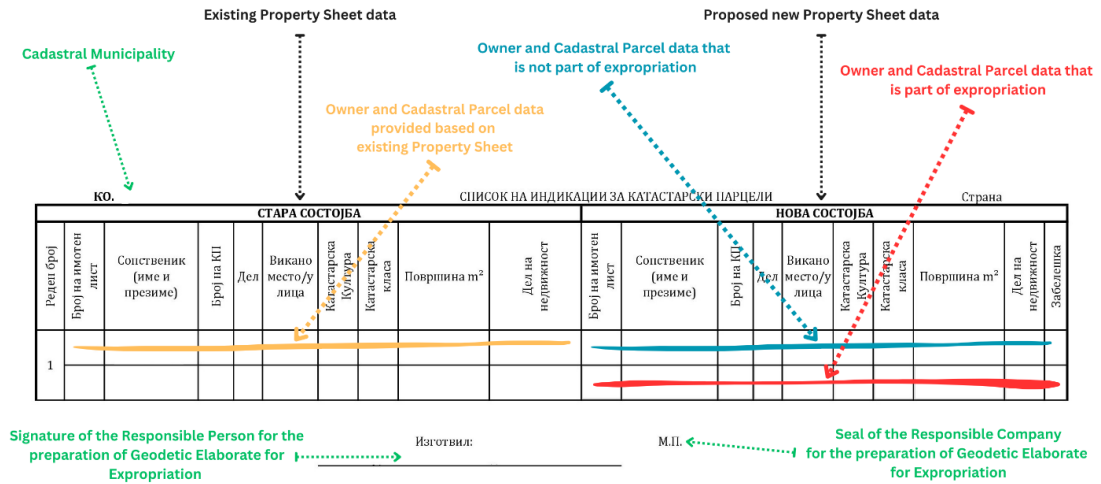 Existing Property Sheet data
Proposed new Property Sheet data
Cadastral Municipality
Owner and Cadastral Parcel data that
is not part of expropriation
Owner and Cadastral Parcel data that
is part of expropriation
Owner and Cadastral Parcel data
provided based on
existing Property Sheet
КО.
СПИСОК НА ИНДИКАЦИИ ЗА КАТАСТАРСКИ ПАРЦЕЛИ
Страна
СТАРА СОСТОЈБА
НОВА СОСТОЈБА
Реден број
Број на имотен
лист
Сопственик
(име и
презиме)
Број на КП
Дел
Викано
место/у
лица
Катастарска
Култура
Катастарска
класа
Површина m²
Дел на
недвижност
Број на имотен
лист
Сопственик
(име и
презиме)
Број на КП
Дел
Викано
место/у
лица
Катастарска
Култура
Катастарска
класа
Површина m²
Дел на
недвижност
Забелешка
1
Signature of the Responsible Person for the
preparation of Geodetic Elaborate for
Expropriation
Изготвил:
М.П.
Seal of the Responsible Company
for the preparation of Geodetic Elaborate
for Expropriation